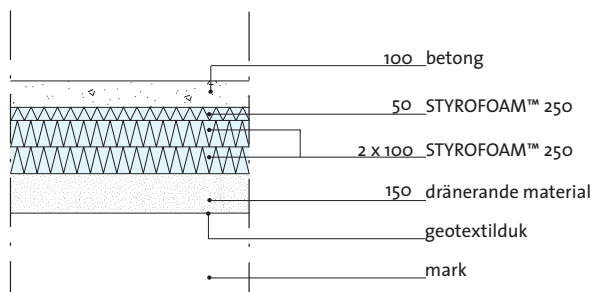 100 betong
50 STYROFOAM™ 250
2 x 100 STYROFOAM™ 250
150 dränerande material
geotextilduk
mark